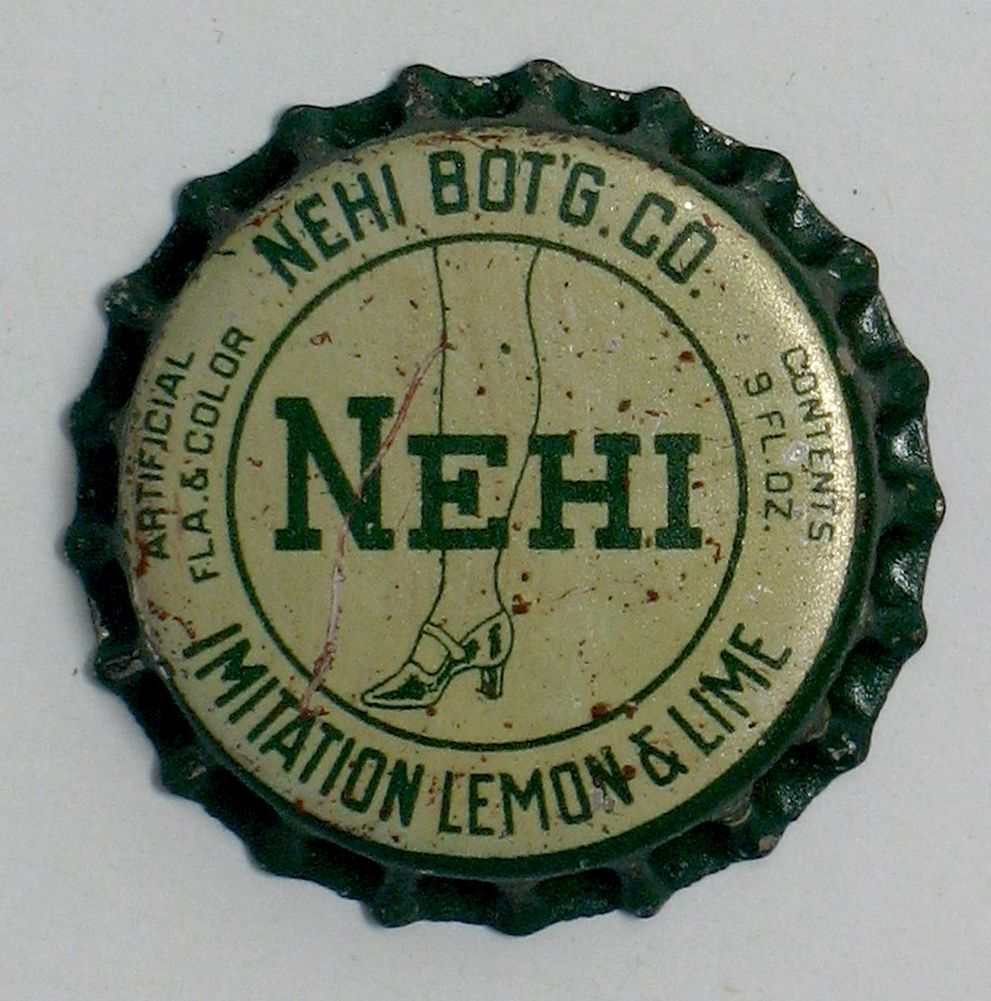 NEHI BOT'G. CO.
ARTIFICIAL
FLA. & COLOR
NEHI
CONTENTS
9 FL. OZ.
IMITATION LEMON & LIME